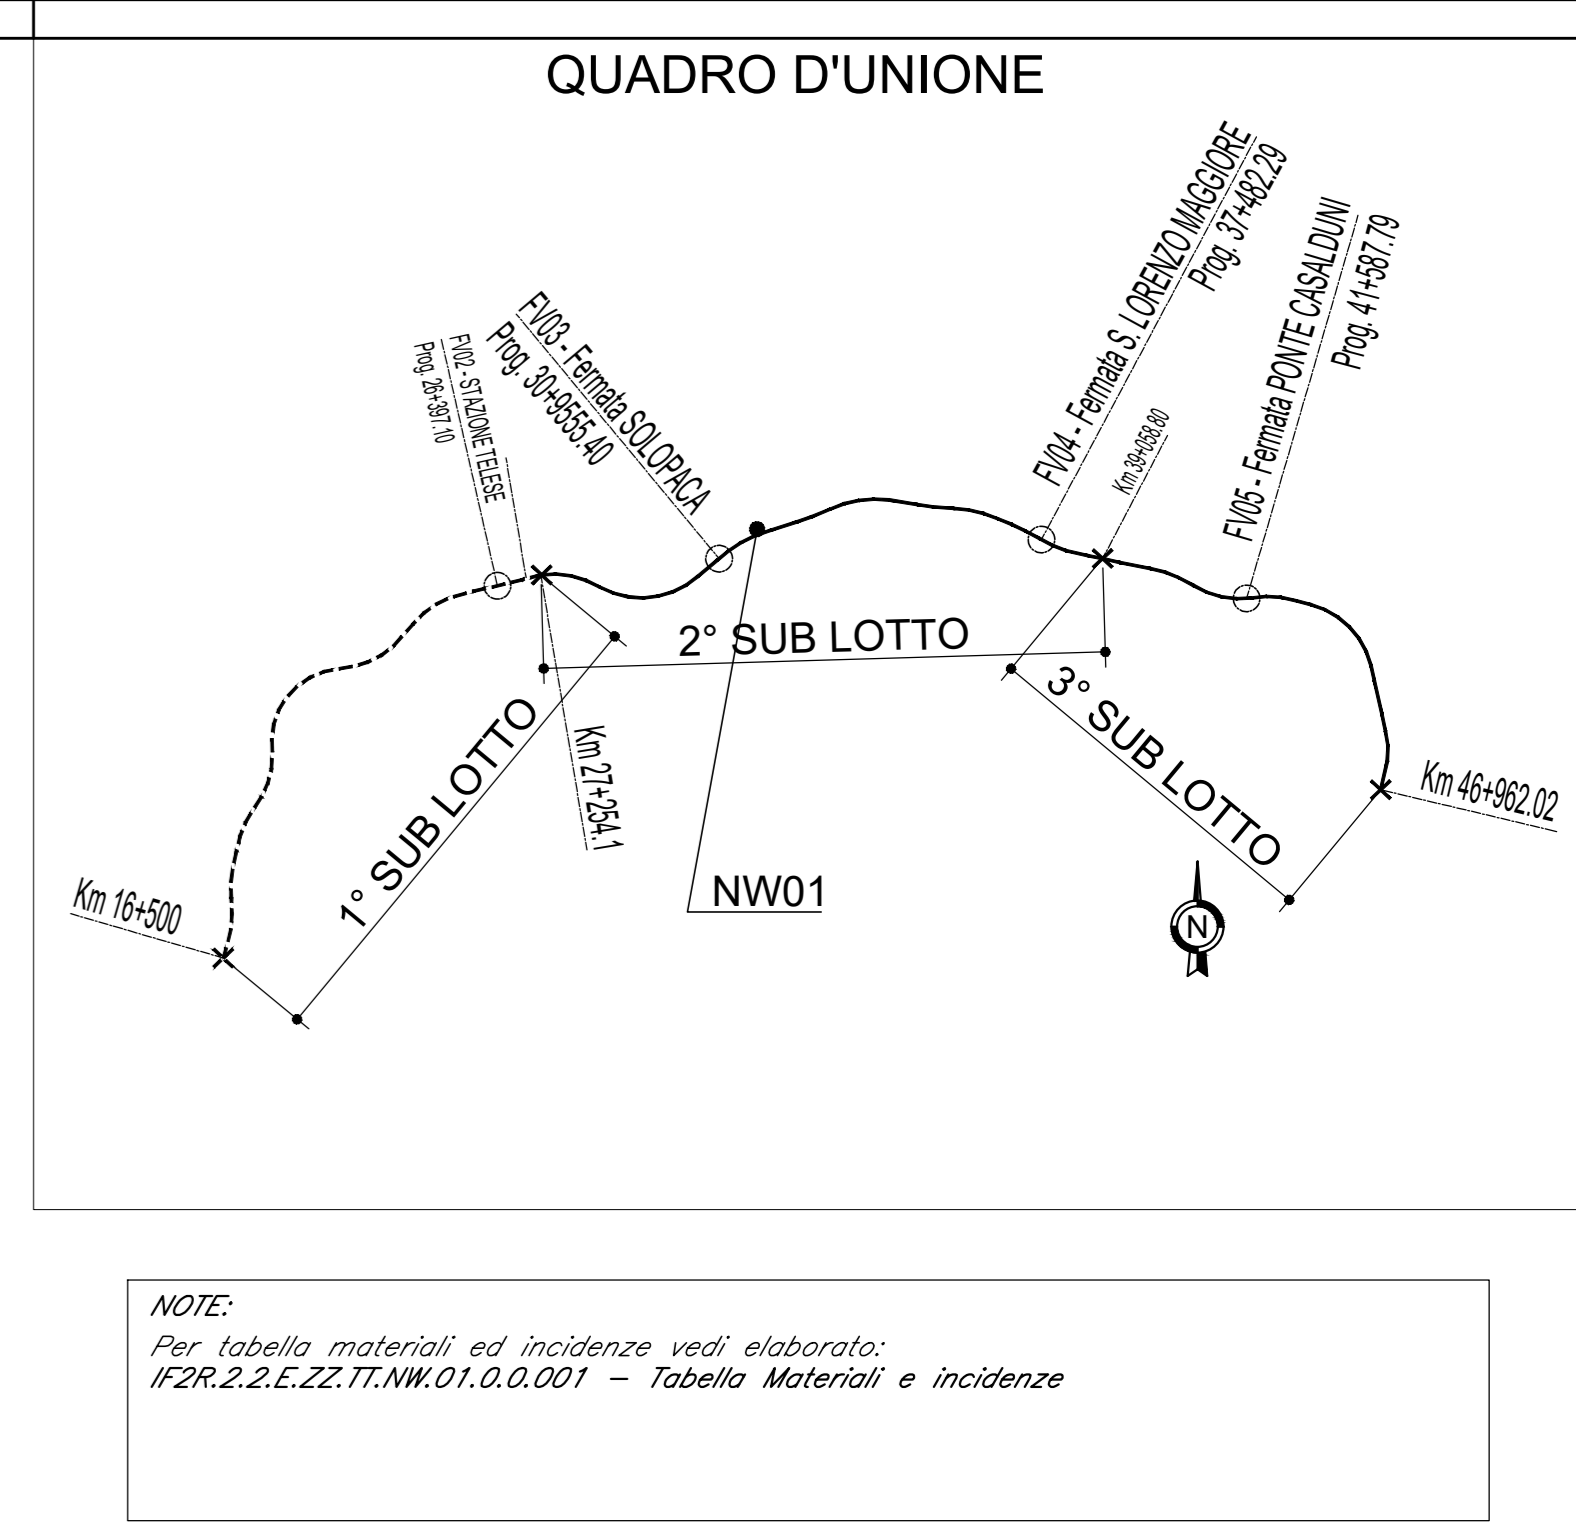 QUADRO D'UNIONE
FV02 - STAZIONE TELESE
Prog. 26+397.10
FV03 - Fermata SOLOPACA
Prog. 30+9555.40
FV04 - Fermata S. LORENZO MAGGIORE
Prog. 37+482.29
Km 39+058.80
FV05 - Fermata PONTE CASALDUNI
Prog. 41+587.79
2° SUB LOTTO
1° SUB LOTTO
3° SUB LOTTO
Km 27+254.1
Km 46+962.02
Km 16+500
NW01
N
NOTE:
Per tabella materiali ed incidenze vedi elaborato:
IF2R.2.2.E.ZZ.TT.NW.01.0.0.001 – Tabella Materiali e incidenze